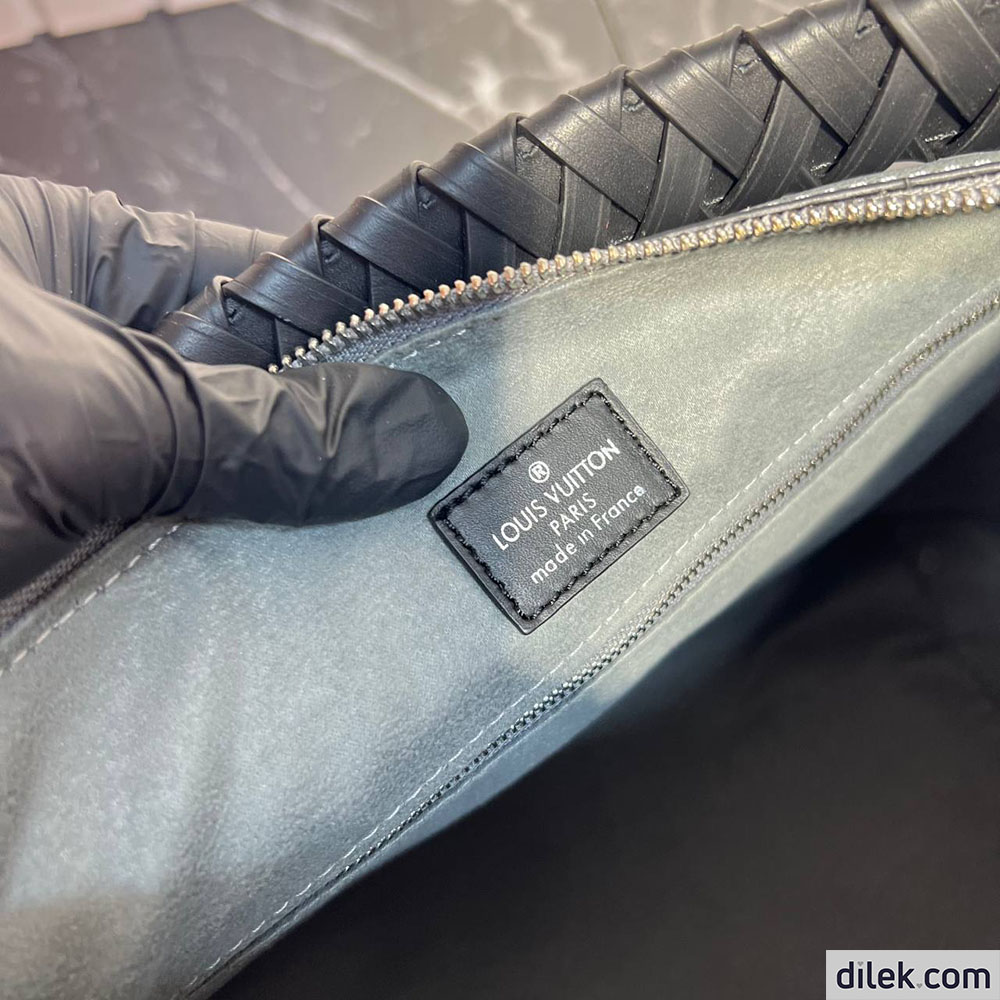 ®
LOUIS VUITTON
PARIS
made in France
dilek.com